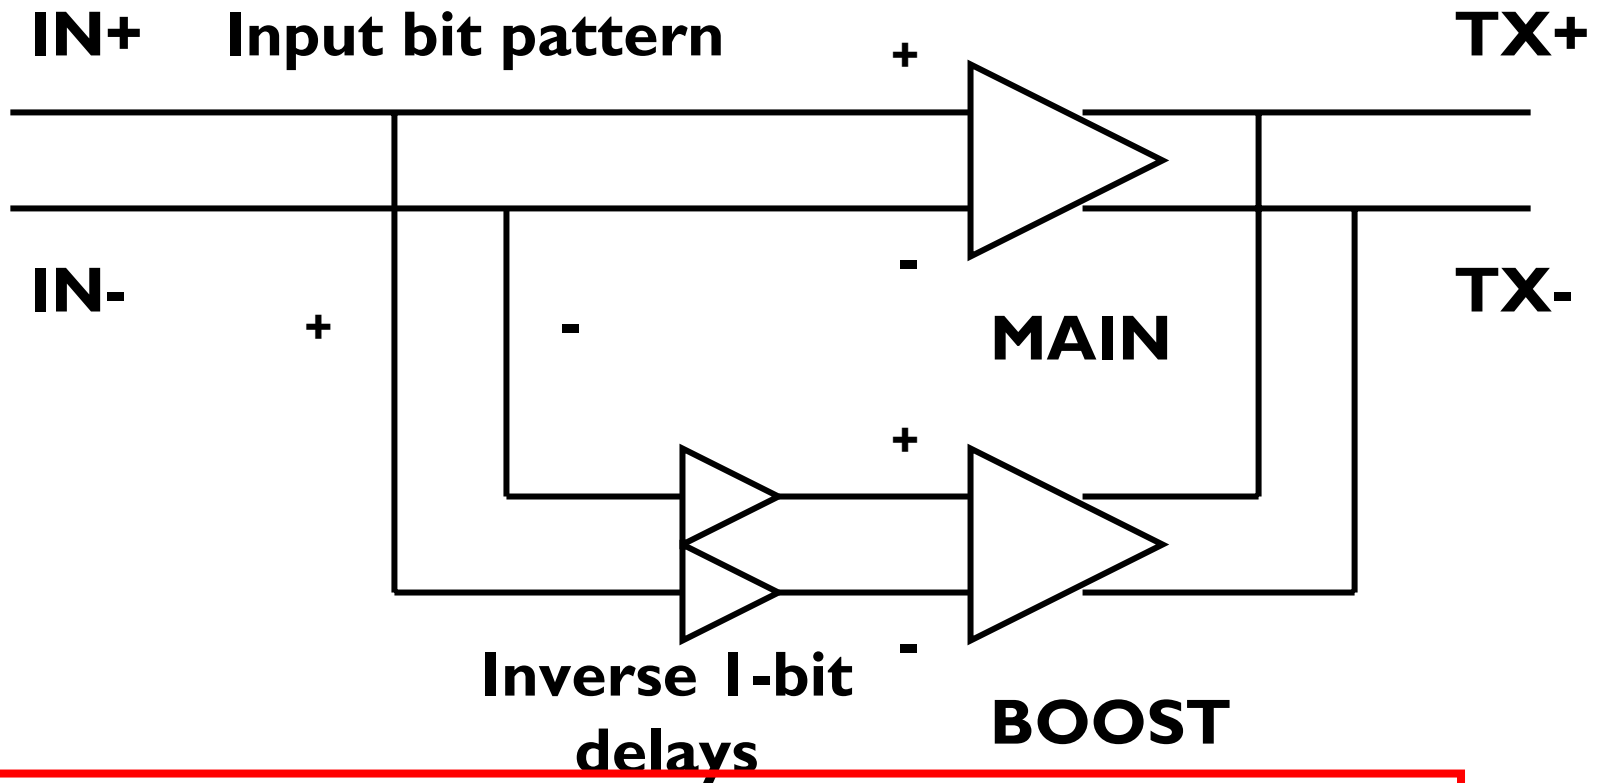 IN+ Input bit pattern + TX+
IN- - TX-
+ - MAIN
+
-
Inverse 1-bit
delays
BOOST